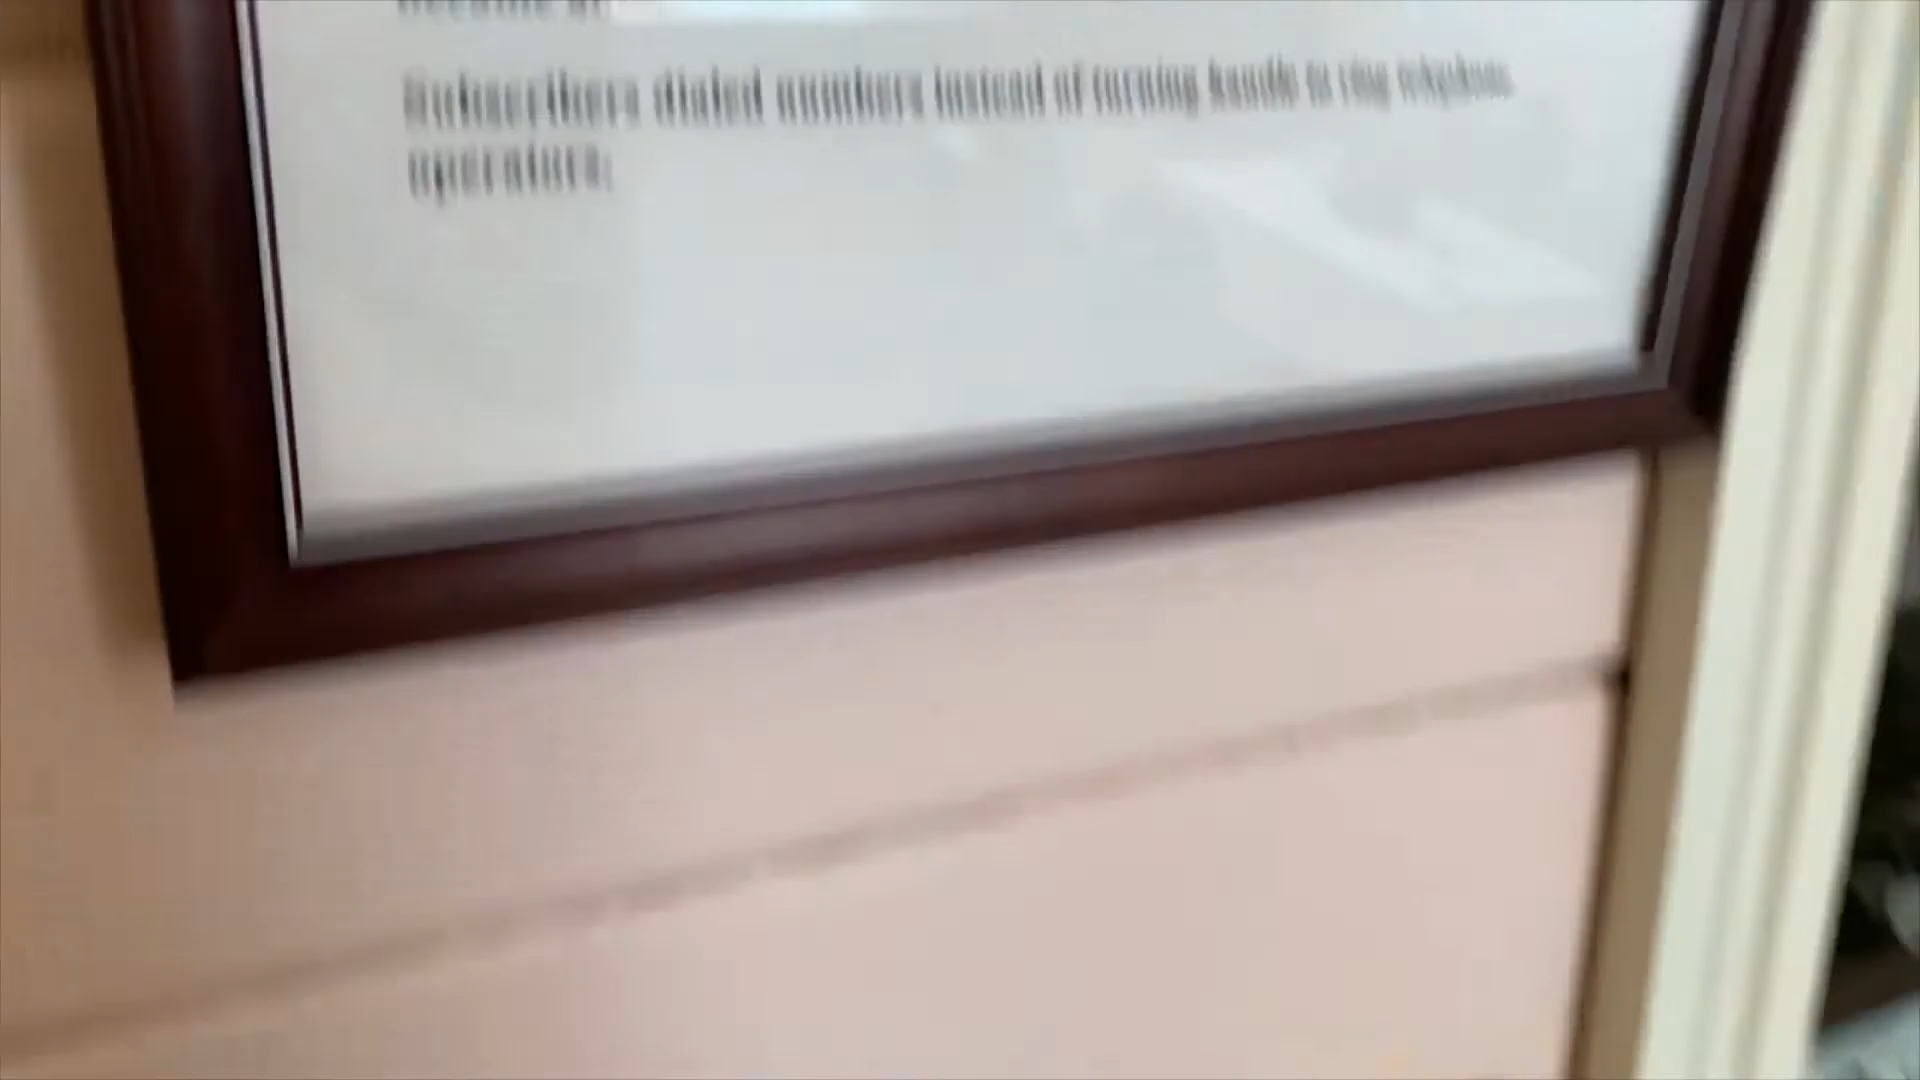 Subscribers dialed numbers instead of turning handle to ring telephone
operators.